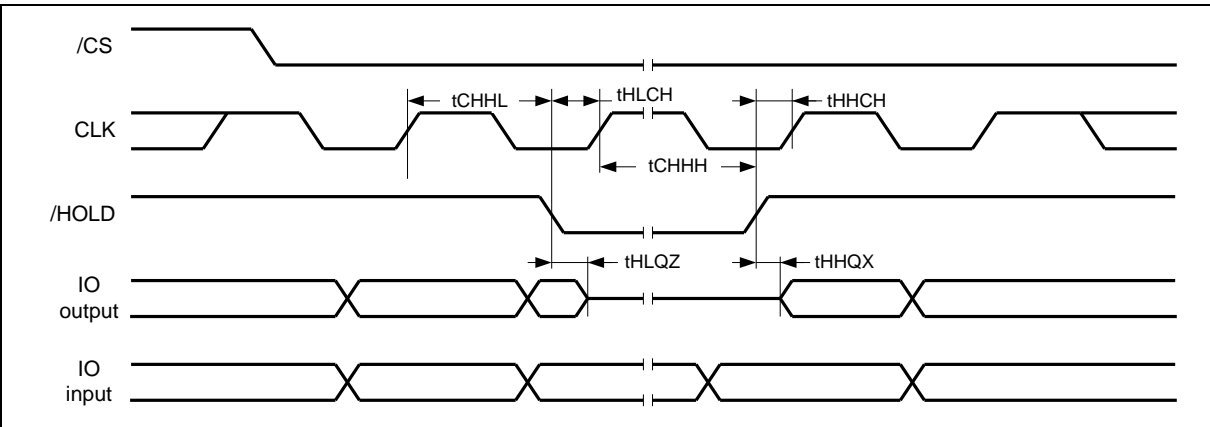 /CS
tCHHL
tHLCH
tHHCH
CLK
tCHHH
/HOLD
tHLQZ
tHHQX
IO
output
IO
input